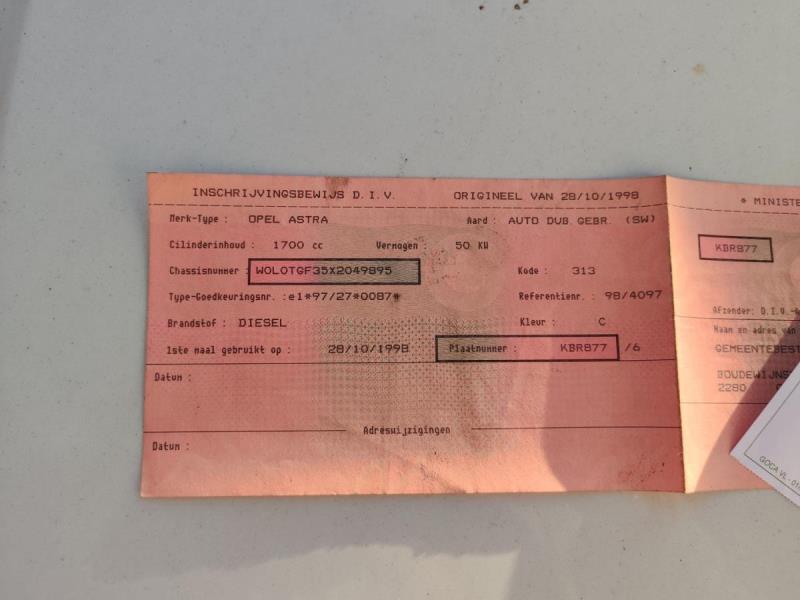 INSCHRIJVINGSBEWIJS D.I.V. ORIGINEEL VAN 28/10/1998
Merk-Type : OPEL ASTRA Aard : AUTO DUB.GEBR. (SW)
Cilinderinhoud : 1700 cc Vermogen : 50 KW
Chassisnummer : WOLOTGF35X2049895 Kode : 313
Type-Goedkeuringsnr. :e1*97/27*0087* Referentienr. : 98/4097
Brandstof : DIESEL Kleur : C
1ste maal gebruikt op : 28/10/1998 Plaatnummer : KBR877 /6
Datum :
Adreswijzigingen
Datum :
* MINISTE
KBR877
Afzender: D.I.V.
Naam en adres van
GEMEENTEBEST
BOUDEWIJNS
2280
GOCA VL - 01